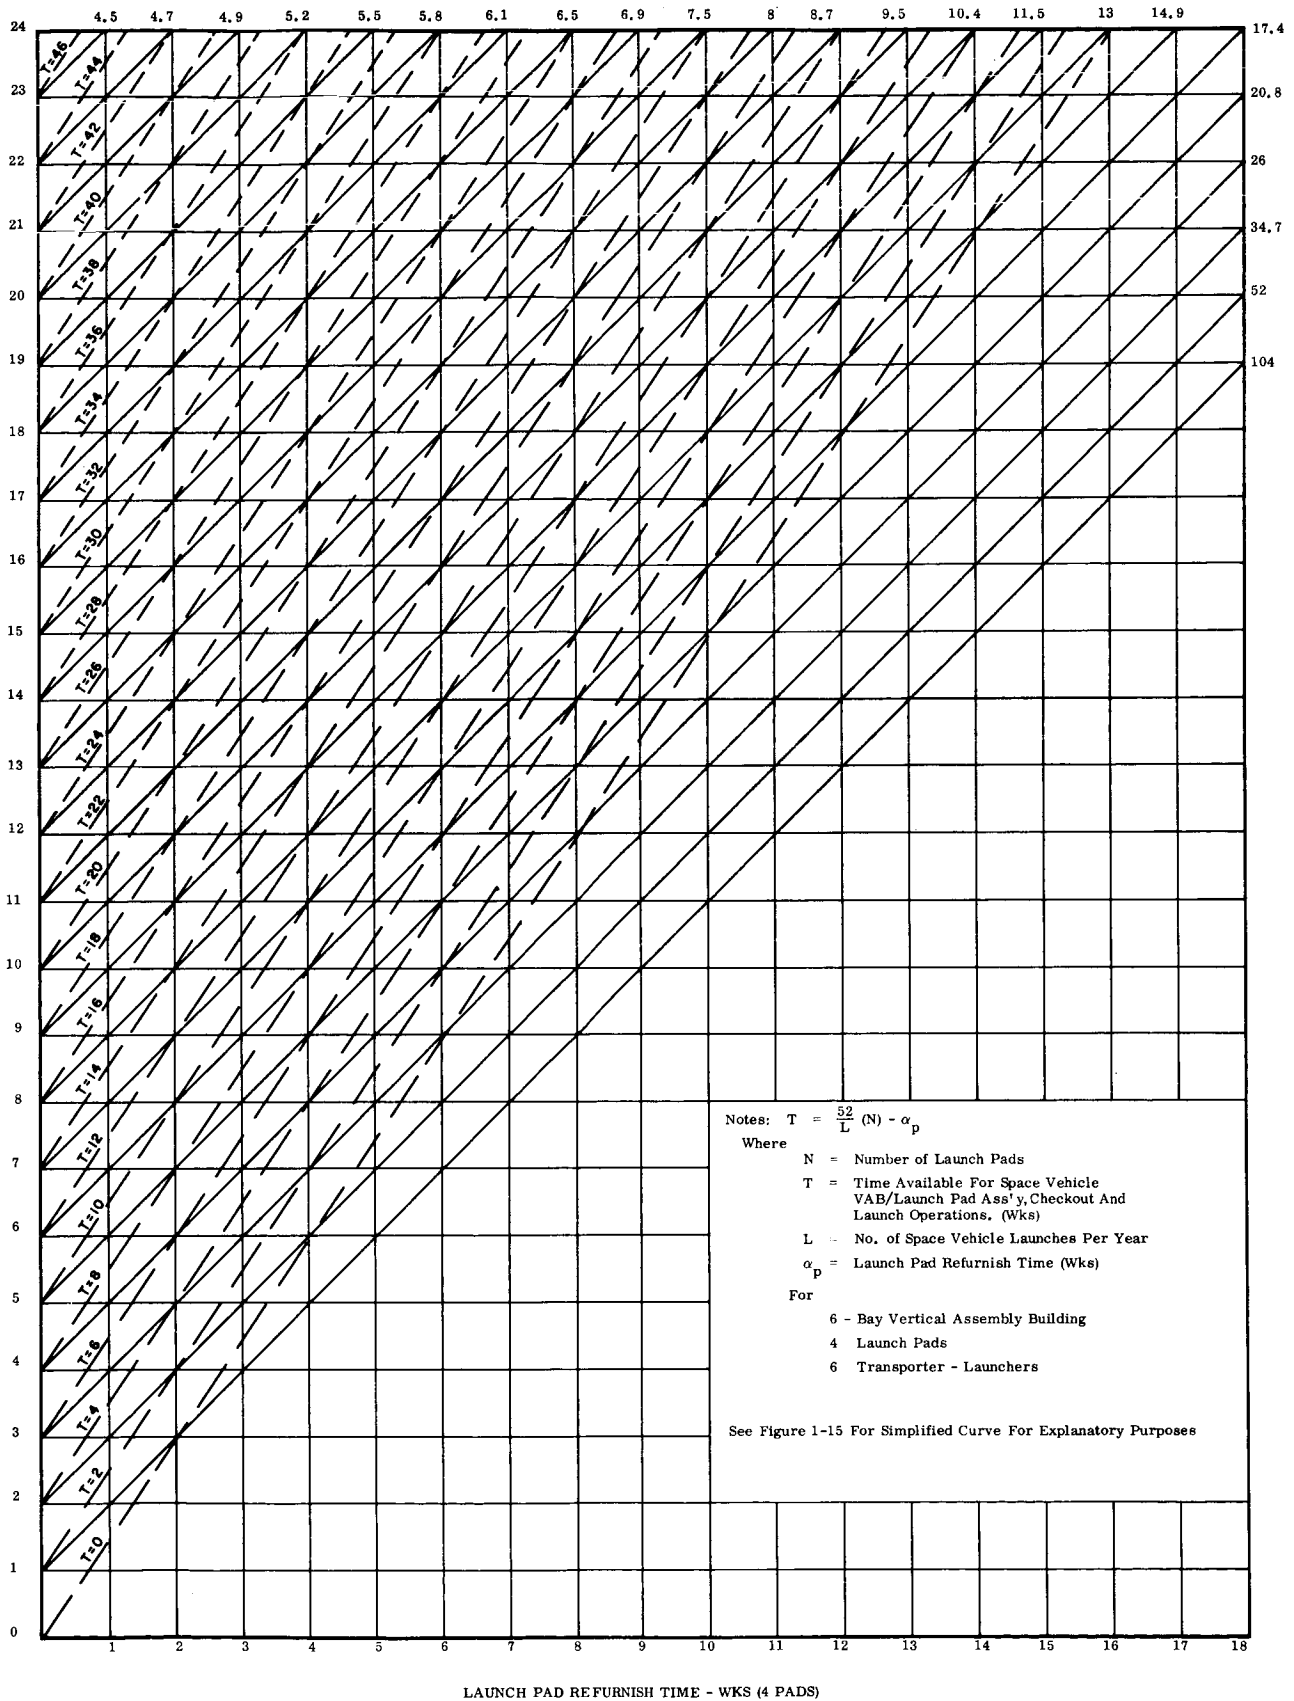 4.5 4.7 4.9 5.2 5.5 5.8 6.1 6.5 6.9 7.5 8 8.7 9.5 10.4 11.5 13 14.9
24 17.4
T=46
T=44
23 20.8
T=42
22 26
T=40
21 34.7
T=38
20 52
T=36
19 104
T=34
18
T=32
17
T=30
16
T=28
15
T=26
14
T=24
13
T=22
12
T=20
11
T=18
10
T=16
9
T=14
8
T=12
7
T=10
6
T=8
5
T=6
4
T=4
3
T=2
2
T=0
1
0
1 2 3 4 5 6 7 8 9 10 11 12 13 14 15 16 17 18
LAUNCH PAD REFURNISH TIME - WKS (4 PADS)
Notes: T = 52/L (N) - αp
Where
N = Number of Launch Pads
T = Time Available For Space Vehicle
VAB/Launch Pad Ass'y, Checkout And
Launch Operations. (Wks)
L = No. of Space Vehicle Launches Per Year
αp = Launch Pad Refurnish Time (Wks)
For
6 - Bay Vertical Assembly Building
4 Launch Pads
6 Transporter - Launchers
See Figure 1-15 For Simplified Curve For Explanatory Purposes